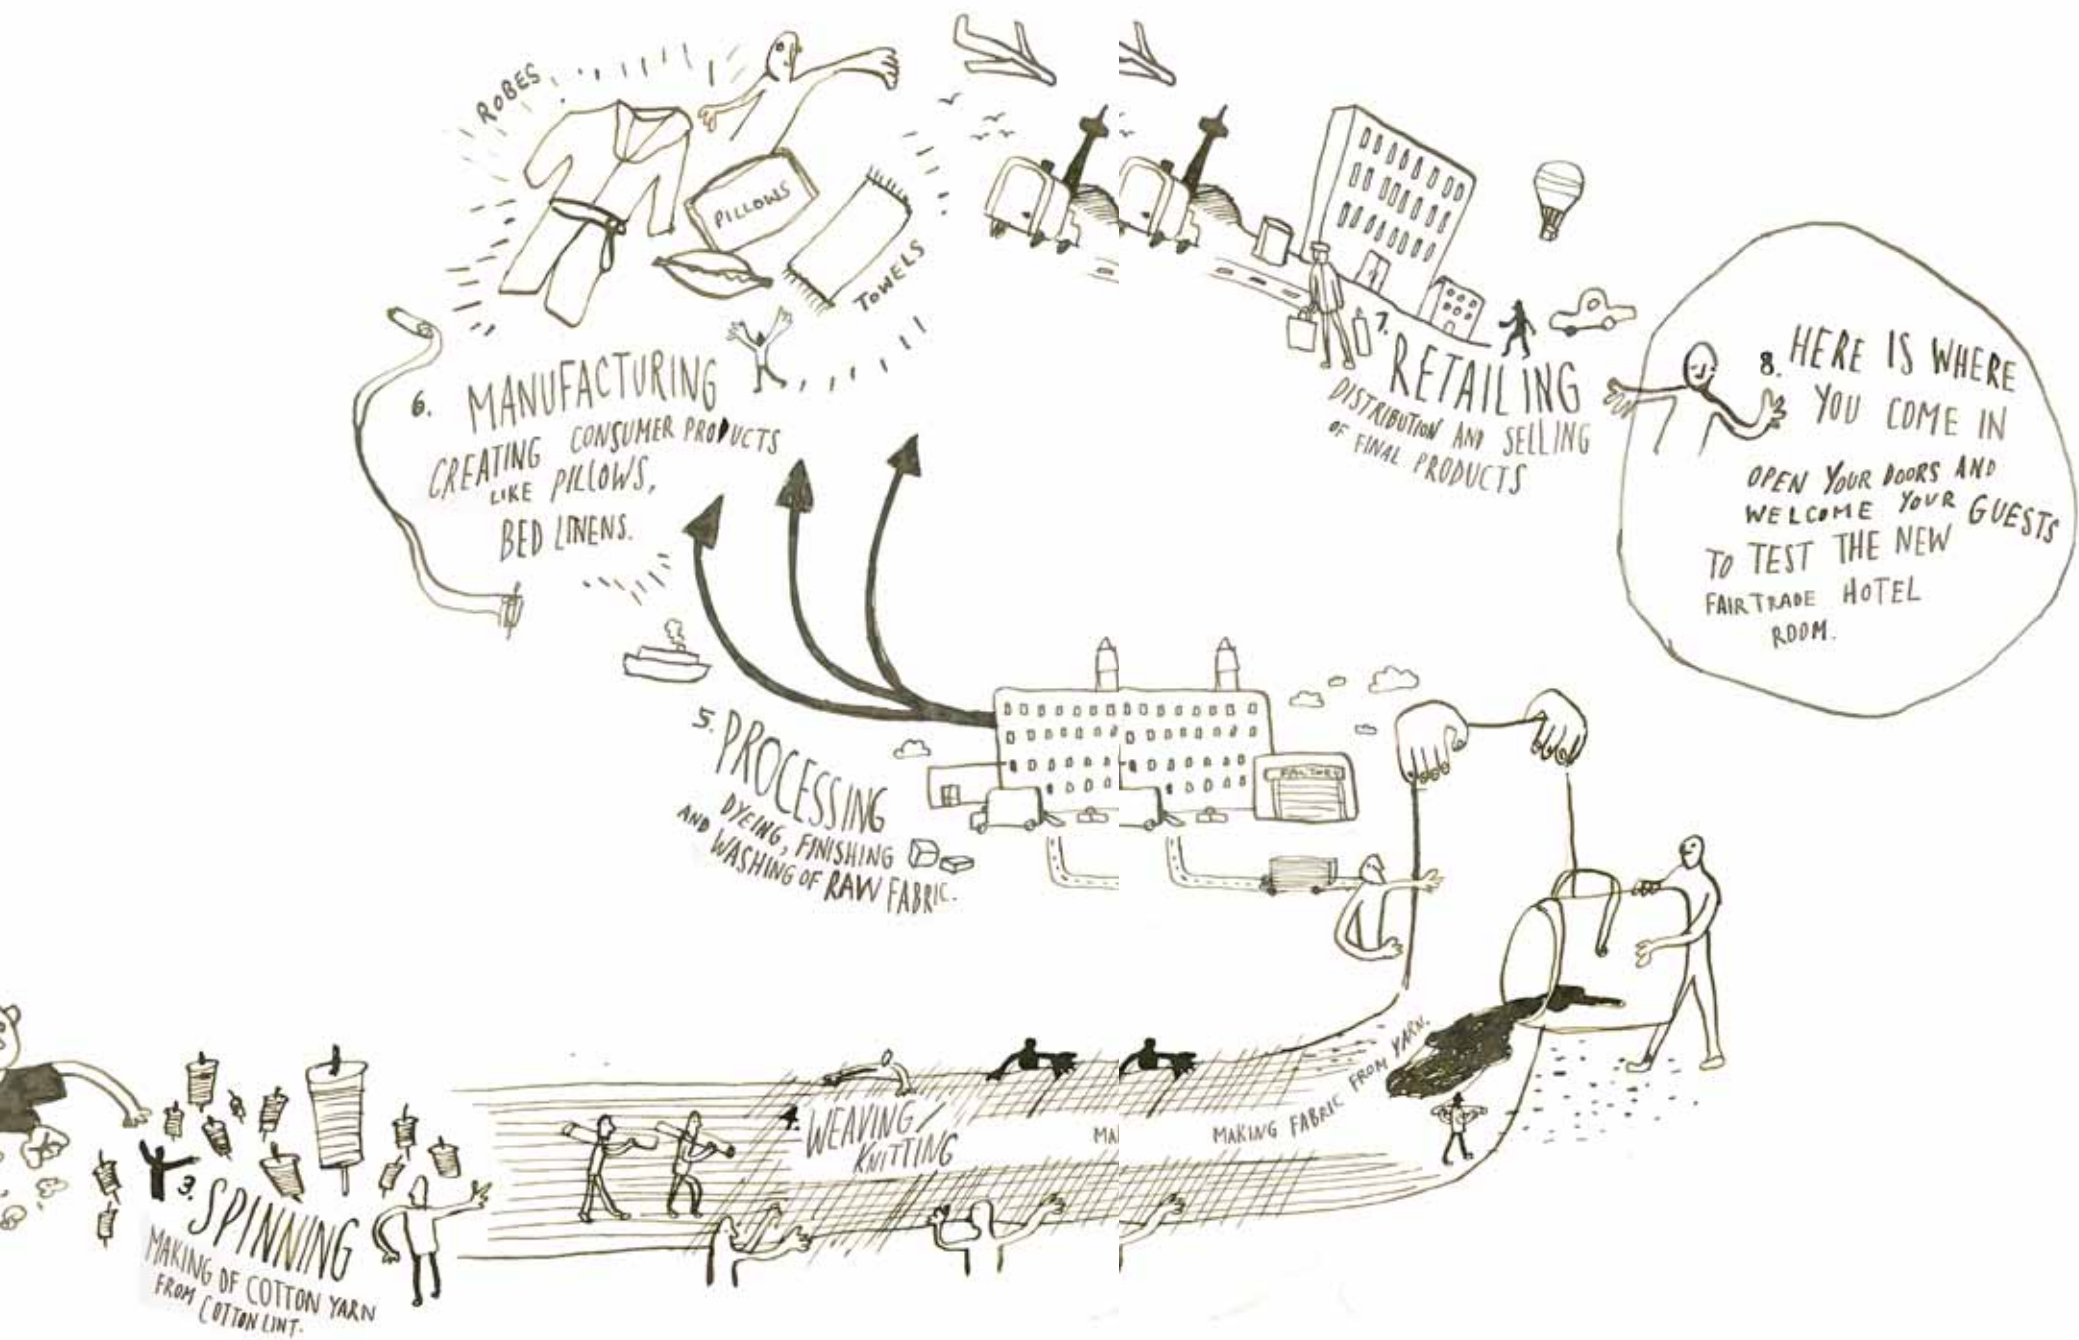 3. SPINNING
MAKING OF COTTON YARN
FROM COTTON LINT.
4. WEAVING/
KNITTING
MA
MAKING FABRIC FROM YARN.
5. PROCESSING
DYEING, FINISHING
AND WASHING OF RAW FABRIC.
FACTORY
6. MANUFACTURING
CREATING CONSUMER PRODUCTS
LIKE PILLOWS,
BED LINENS.
ROBES
PILLOWS
TOWELS
7. RETAILING
DISTRIBUTION AND SELLING
OF FINAL PRODUCTS
8. HERE IS WHERE
YOU COME IN
OPEN YOUR DOORS AND
WELCOME YOUR GUESTS
TO TEST THE NEW
FAIRTRADE HOTEL
ROOM.